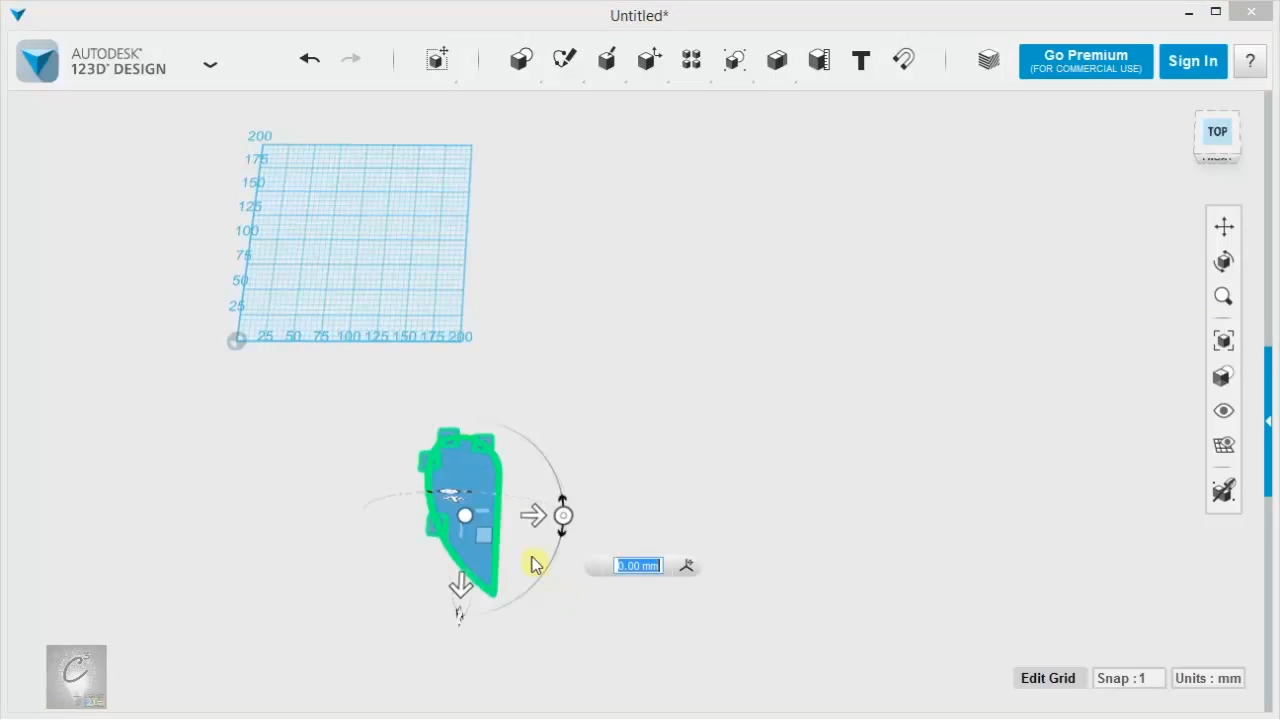 Untitled*
AUTODESK®
123D® DESIGN
T
Go Premium
(FOR COMMERCIAL USE)
Sign In
?
TOP
200
175
150
125
100
75
50
25
25 50 75 100 125 150 175 200
0.00 mm
Edit Grid
Snap : 1
Units : mm